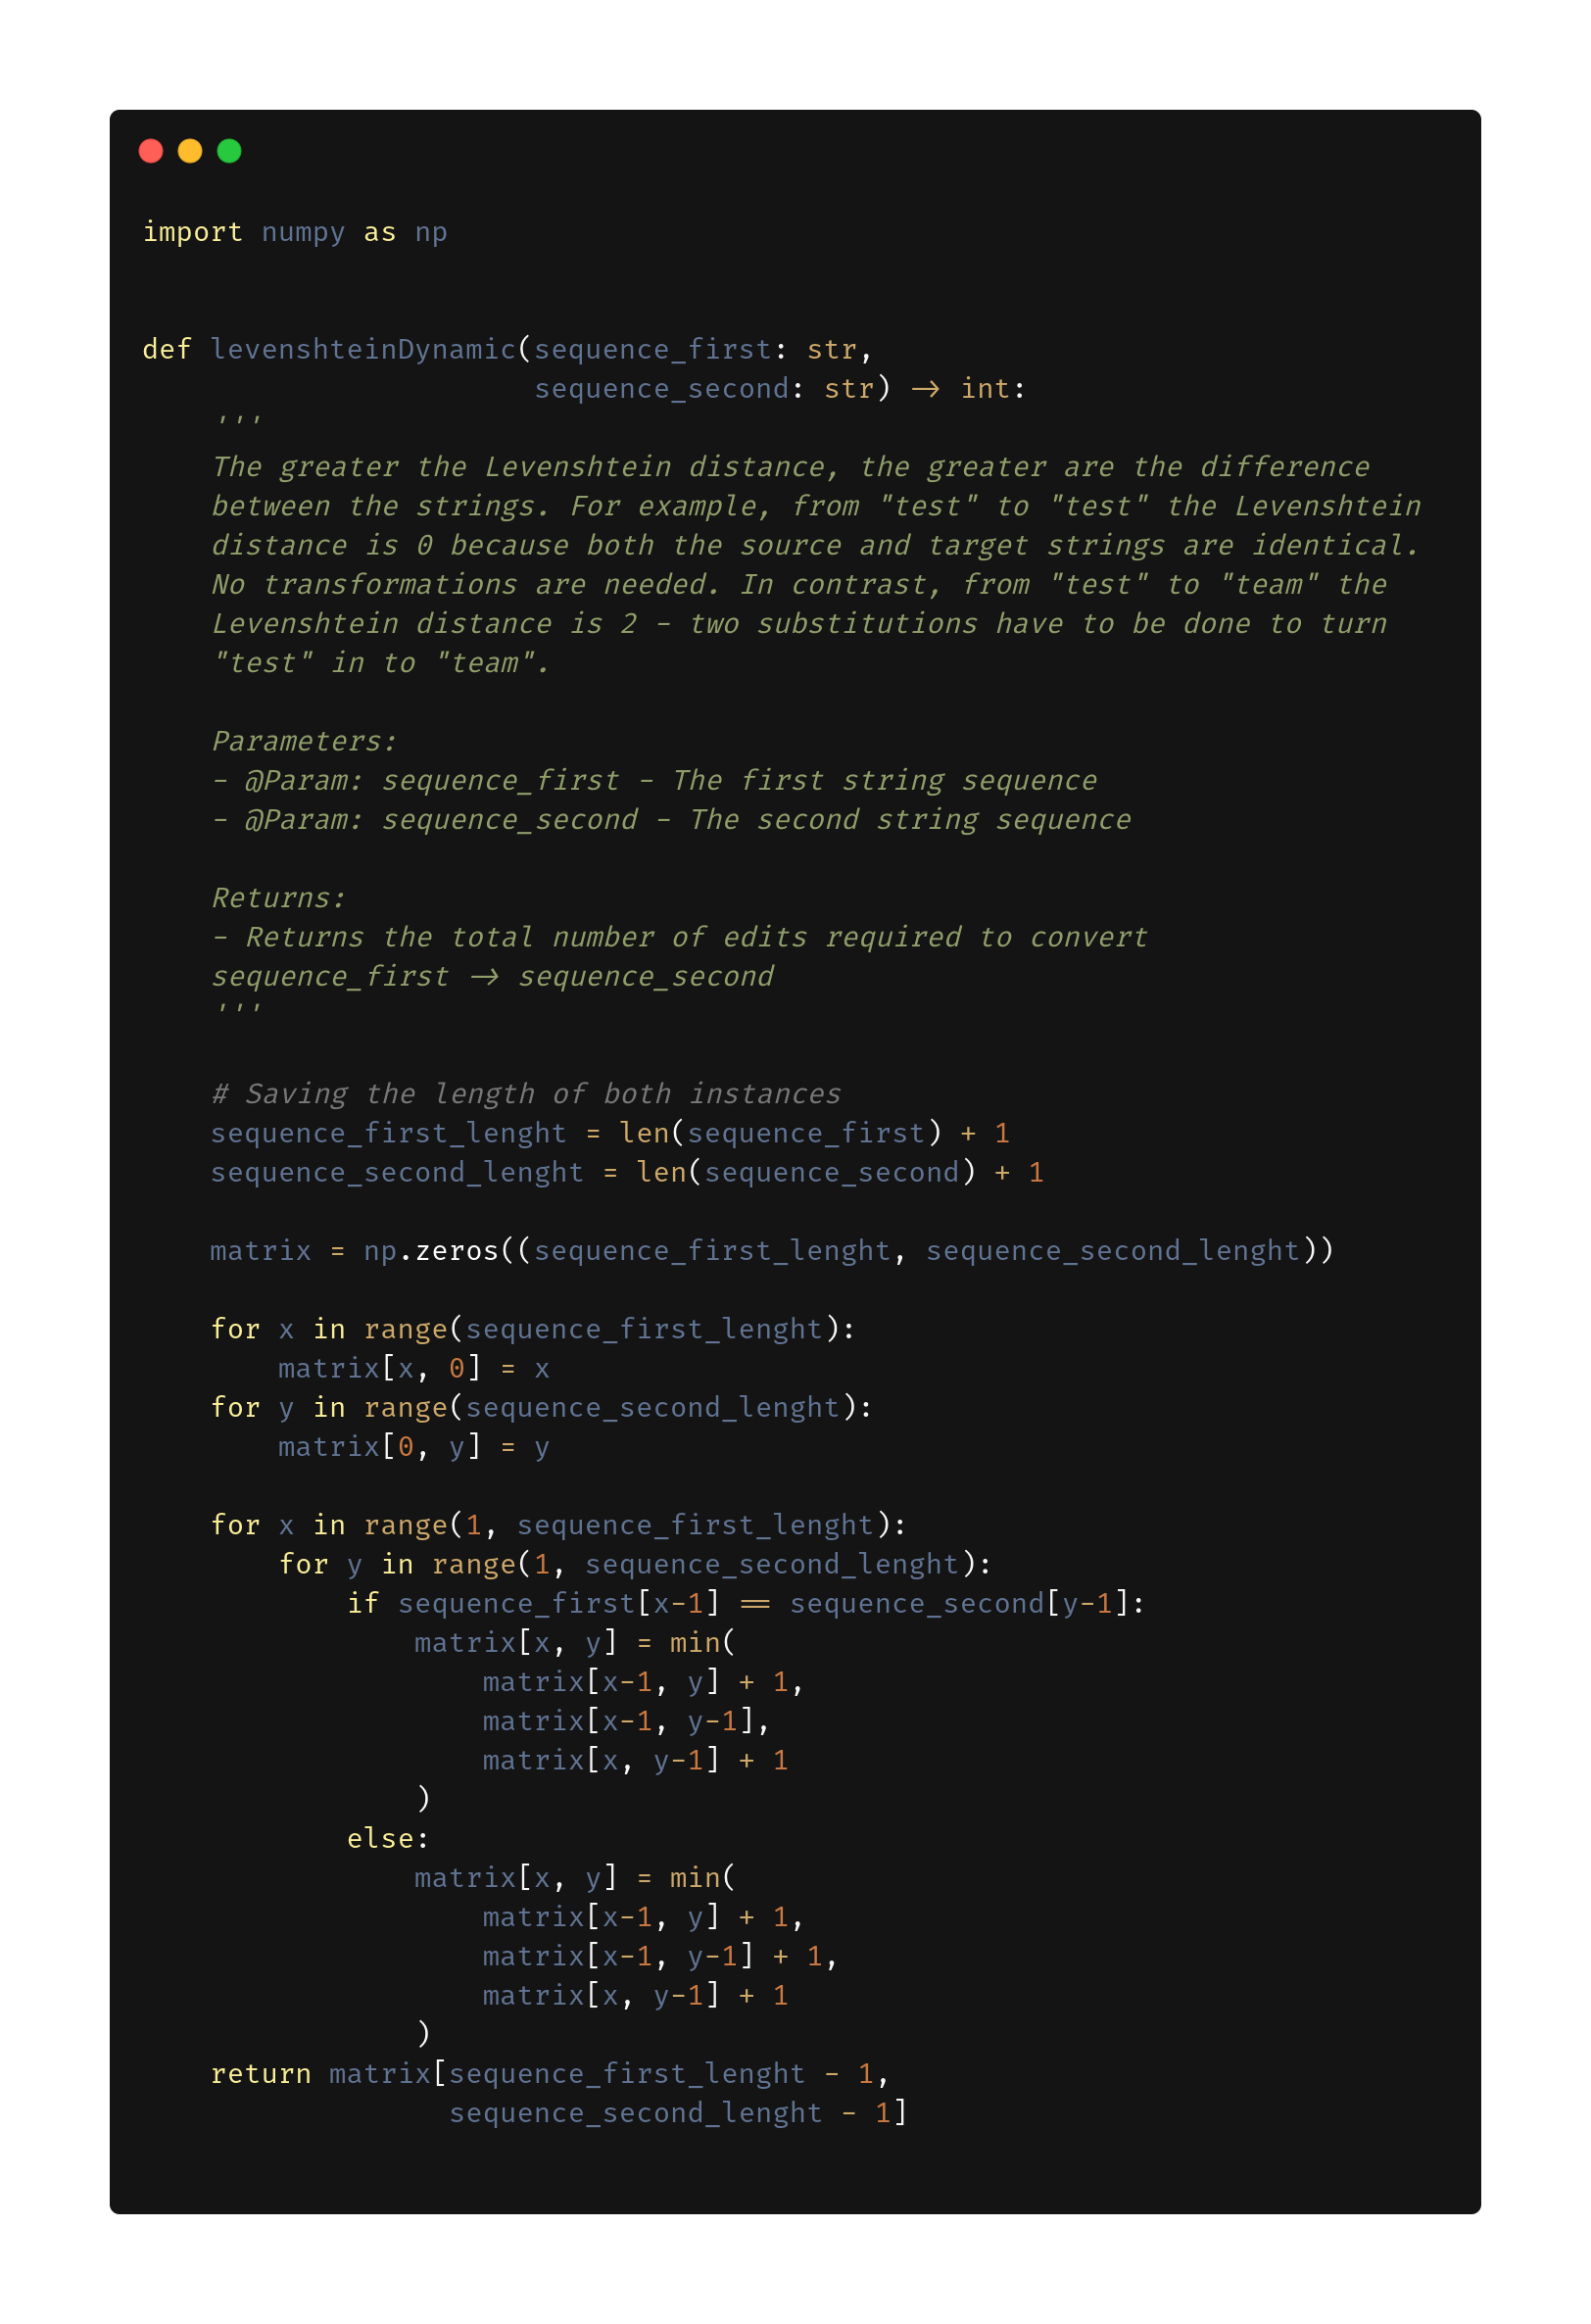 import numpy as np
def levenshteinDynamic(sequence_first: str,
                       sequence_second: str) -> int:
    '''
    The greater the Levenshtein distance, the greater are the difference
    between the strings. For example, from "test" to "test" the Levenshtein
    distance is 0 because both the source and target strings are identical.
    No transformations are needed. In contrast, from "test" to "team" the
    Levenshtein distance is 2 - two substitutions have to be done to turn
    "test" in to "team".
    Parameters:
    - @Param: sequence_first - The first string sequence
    - @Param: sequence_second - The second string sequence
    Returns:
    - Returns the total number of edits required to convert
    sequence_first -> sequence_second
    '''
    # Saving the length of both instances
    sequence_first_lenght = len(sequence_first) + 1
    sequence_second_lenght = len(sequence_second) + 1
    matrix = np.zeros((sequence_first_lenght, sequence_second_lenght))
    for x in range(sequence_first_lenght):
        matrix[x, 0] = x
    for y in range(sequence_second_lenght):
        matrix[0, y] = y
    for x in range(1, sequence_first_lenght):
        for y in range(1, sequence_second_lenght):
            if sequence_first[x-1] == sequence_second[y-1]:
                matrix[x, y] = min(
                    matrix[x-1, y] + 1,
                    matrix[x-1, y-1],
                    matrix[x, y-1] + 1
                )
            else:
                matrix[x, y] = min(
                    matrix[x-1, y] + 1,
                    matrix[x-1, y-1] + 1,
                    matrix[x, y-1] + 1
                )
    return matrix[sequence_first_lenght - 1,
                  sequence_second_lenght - 1]